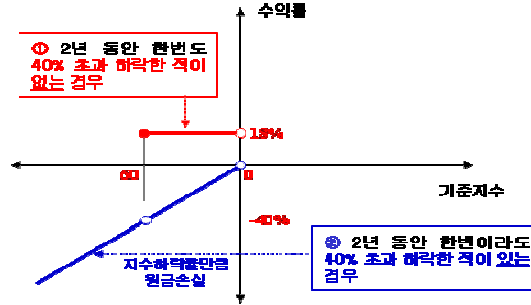 수익률
① 2년 동안 한번도
40% 초과 하락한 적이
없는 경우
60
0
-40%
기준지수
지수하락률만큼
원금손실
② 2년 동안 한번이라도
40% 초과 하락한 적이 있는
경우